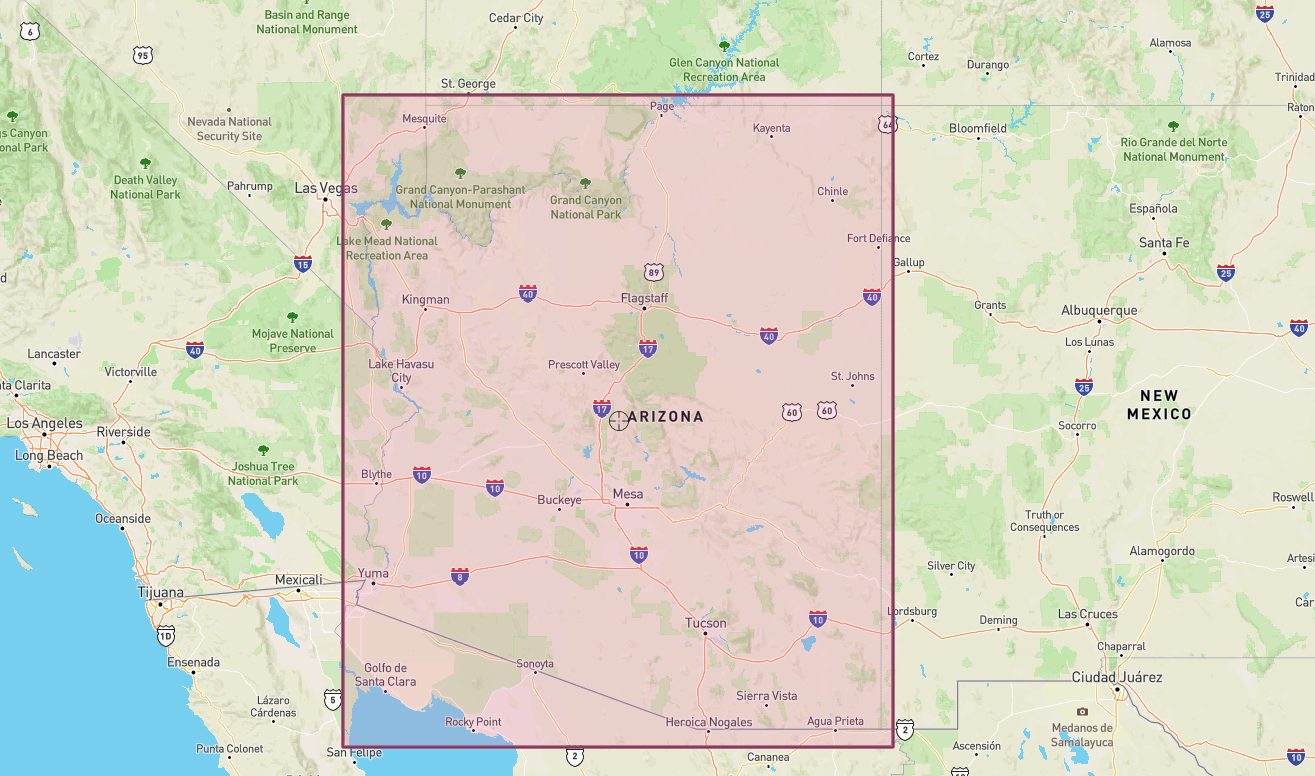 Basin and Range
National Monument
6
95
Cedar City
25
Glen Canyon National
Recreation Area
Cortez
Durango
Alamosa
Trinidad
St. George
Page
Mesquite
Kayenta
64
Bloomfield
Raton
Rio Grande del Norte
National Monument
Nevada National
Security Site
gs Canyon
onal Park
Death Valley
National Park
Pahrump
Las Vegas
Grand Canyon-Parashant
National Monument
Grand Canyon
National Park
Chinle
Española
Lake Mead National
Recreation Area
Fort Defiance
Santa Fe
Gallup
15
89
25
40
40
Kingman
Flagstaff
Grants
Albuquerque
40
Mojave National
Preserve
40
40
17
Los Lunas
Lancaster
Victorville
Lake Havasu
City
Prescott Valley
St. Johns
25
ta Clarita
NEW
MEXICO
17
ARIZONA
60
60
Los Angeles
Riverside
Socorro
Long Beach
Joshua Tree
National Park
Blythe
10
10
Buckeye
Mesa
Roswell
Oceanside
Truth or
Consequences
10
Alamogordo
Artesi
Silver City
Yuma
8
Mexicali
Tijuana
Car
Lordsburg
Deming
Las Cruces
10
Tucson
1D
Chaparral
Ensenada
Sonoyta
Golfo de
Santa Clara
Ciudad Juárez
Lázaro
Cárdenas
5
Sierra Vista
Rocky Point
Heroica Nogales
Agua Prieta
2
Medanos de
Samalayuca
Punta Colonet
San Felipe
2
Cananea
Ascensión
10